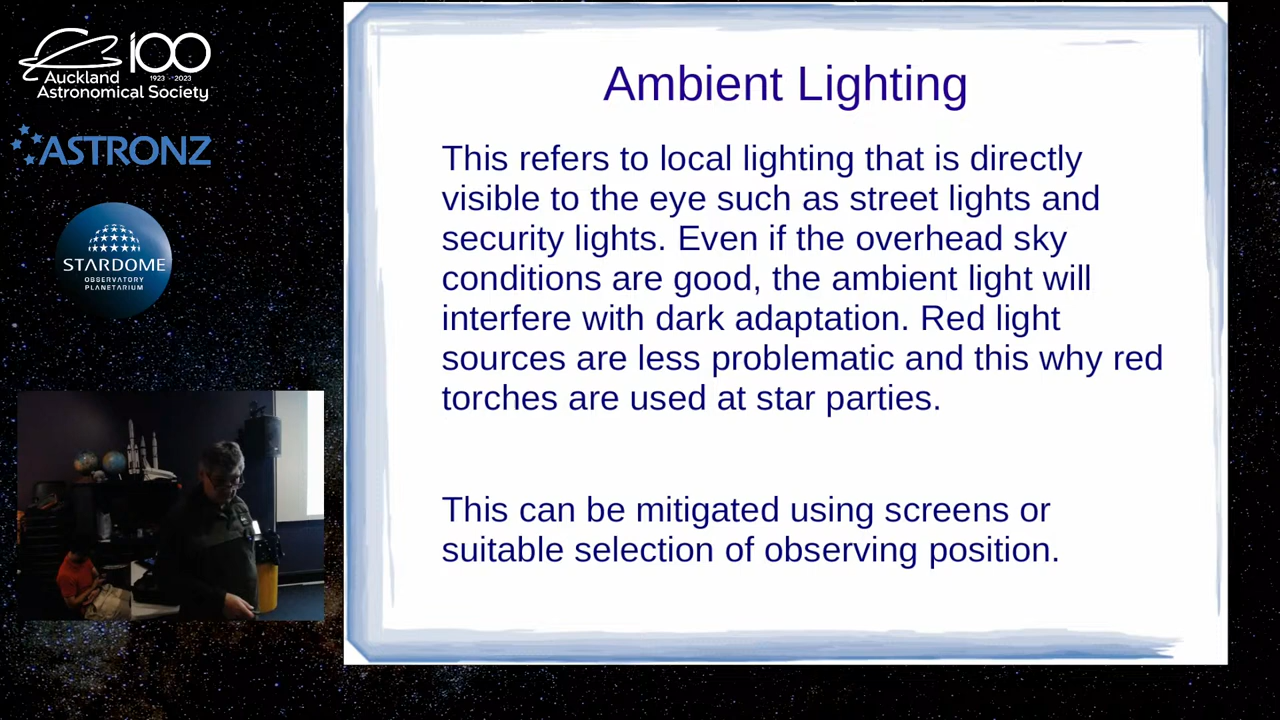 100
1923 - 2023
Auckland
Astronomical Society
ASTRONZ
STARDOME
OBSERVATORY
PLANETARIUM
Ambient Lighting
This refers to local lighting that is directly
visible to the eye such as street lights and
security lights. Even if the overhead sky
conditions are good, the ambient light will
interfere with dark adaptation. Red light
sources are less problematic and this why red
torches are used at star parties.
This can be mitigated using screens or
suitable selection of observing position.